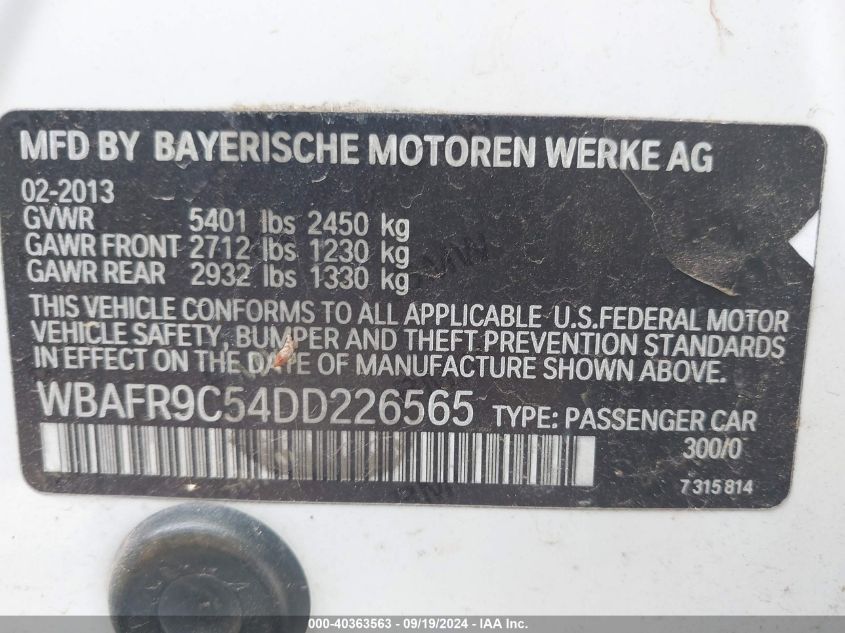 MFD BY BAYERISCHE MOTOREN WERKE AG
02-2013
GVWR 5401 lbs 2450 kg
GAWR FRONT 2712 lbs 1230 kg
GAWR REAR 2932 lbs 1330 kg
THIS VEHICLE CONFORMS TO ALL APPLICABLE U.S.FEDERAL MOTOR
VEHICLE SAFETY, BUMPER AND THEFT PREVENTION STANDARDS
IN EFFECT ON THE DATE OF MANUFACTURE SHOWN ABOVE.
WBAFR9C54DD226565 TYPE: PASSENGER CAR
300/0
7 315 814
000-40363563 - 09/19/2024 - IAA Inc.